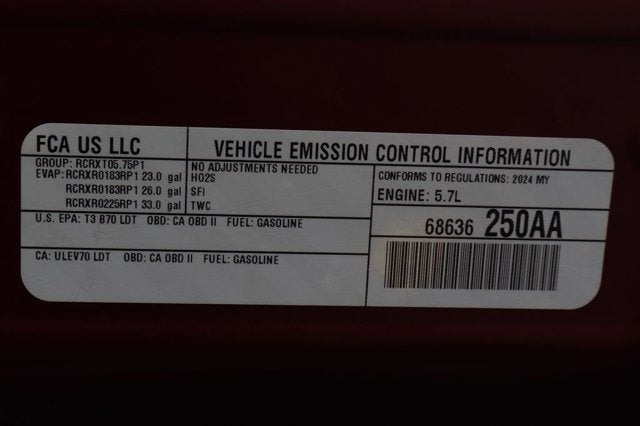 FCA US LLC
VEHICLE EMISSION CONTROL INFORMATION
GROUP: RCRXT05.75P1
EVAP: RCRXR0183RP1 23.0 gal
RCRXR0183RP1 26.0 gal
RCRXR0225RP1 33.0 gal
NO ADJUSTMENTS NEEDED
HO2S
SFI
TWC
CONFORMS TO REGULATIONS: 2024 MY
ENGINE: 5.7L
U.S. EPA: T3 B70 LDT OBD: CA OBD II FUEL: GASOLINE
68636 250AA
CA: ULEV70 LDT OBD: CA OBD II FUEL: GASOLINE